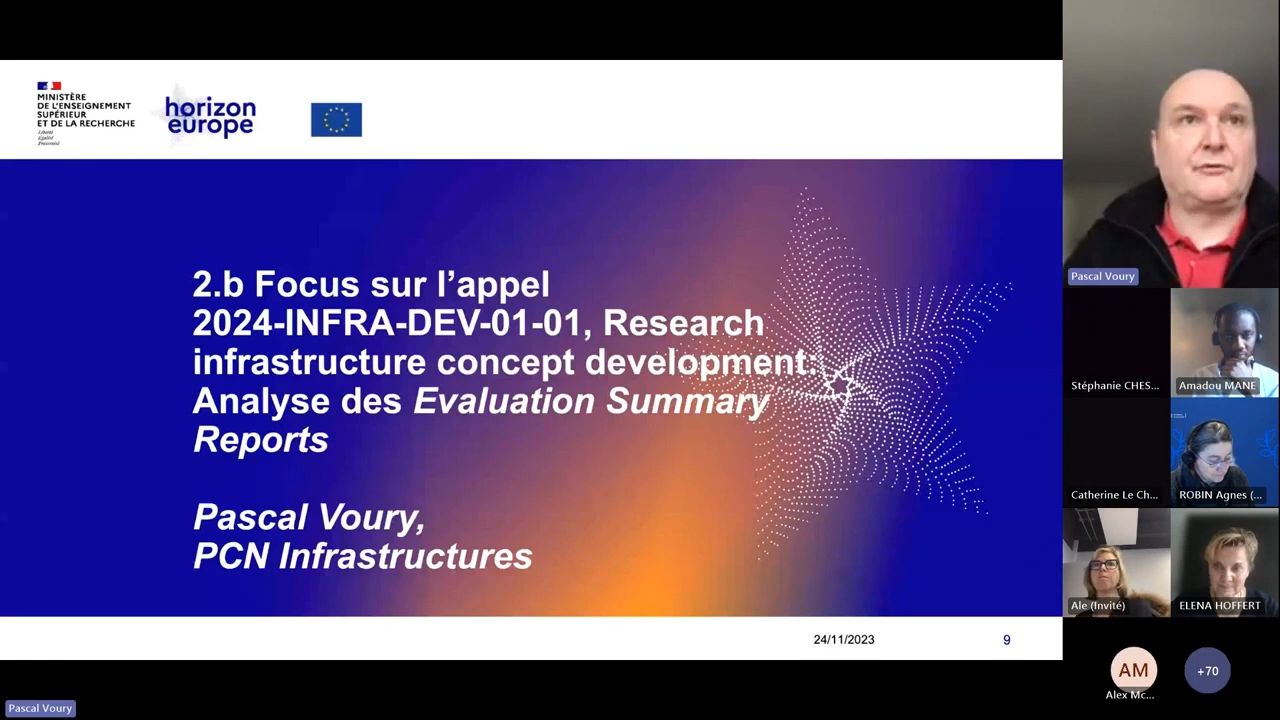 MINISTÈRE
DE L'ENSEIGNEMENT
SUPÉRIEUR
ET DE LA RECHERCHE
Liberté
Égalité
Fraternité
horizon
europe
2.b Focus sur l'appel
2024-INFRA-DEV-01-01, Research
infrastructure concept development:
Analyse des Evaluation Summary
Reports
Pascal Voury,
PCN Infrastructures
24/11/2023
9
Pascal Voury
Pascal Voury
Stéphanie CHES...
Amadou MANE
Catherine Le Ch...
ROBIN Agnes (...
Ale (Invité)
ELENA HOFFERT
AM
Alex Mc...
+70